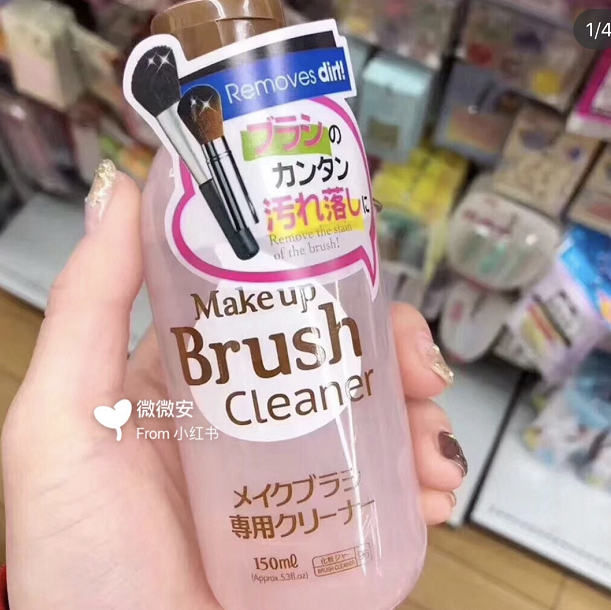 1/4
Removes dirt!
ブラシの
カンタン
汚れ落しに
Remove the stain
of the brush!
Make up
Brush
Cleaner
微微安
From 小红书
メイクブラシ
専用クリーナー
150ml
(Approx.5.3fl.oz)
BRUSH CLEANER